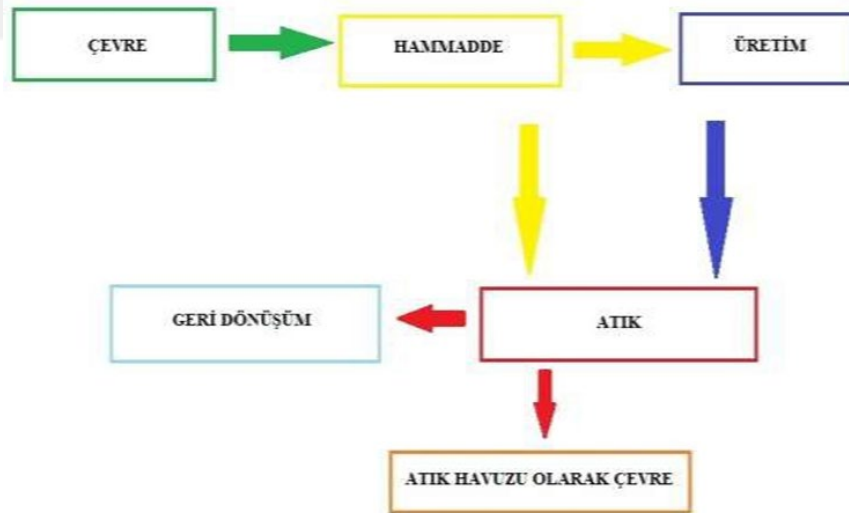 ÇEVRE
HAMMADDE
ÜRETİM
GERİ DÖNÜŞÜM
ATIK
ATIK HAVUZU OLARAK ÇEVRE